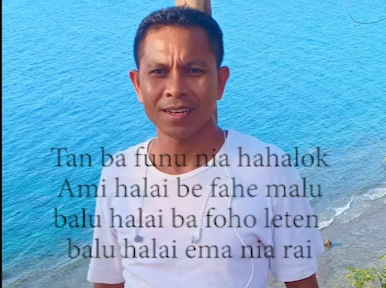 Tan ba funu nia hahalok
Ami halai be fahe malu
balu halai ba foho leten
balu halai ema nia rai